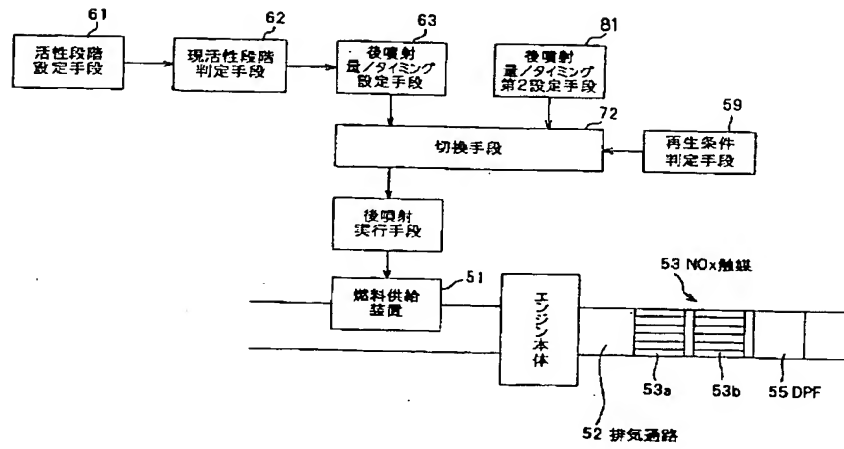 61
活性段階
設定手段
62
現活性段階
判定手段
63
後噴射
量/タイミング
設定手段
81
後噴射
量/タイミング
第2設定手段
72
切換手段
59
再生条件
判定手段
後噴射
実行手段
51
燃料供給
装置
エンジン本体
53 NOx触媒
53a
53b
55 DPF
52 排気通路